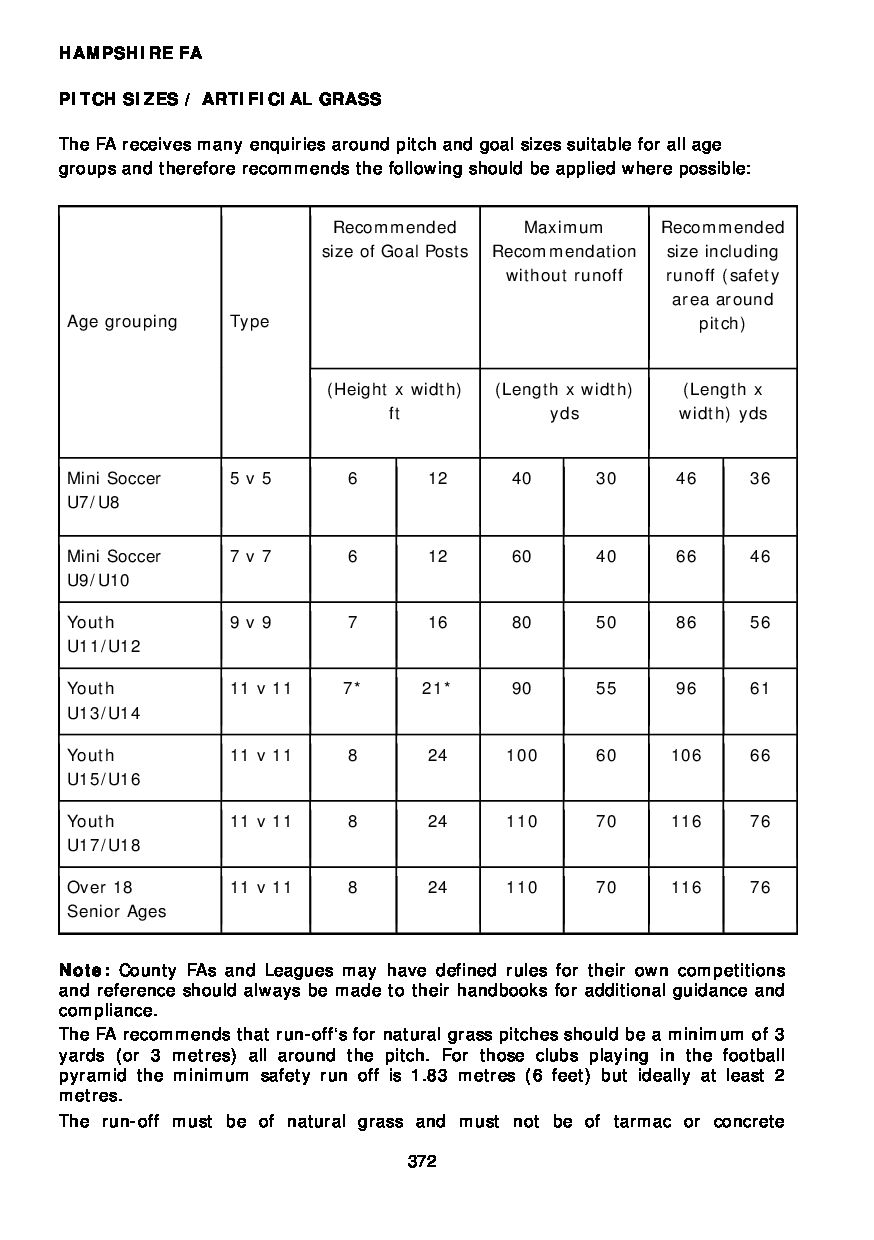 HAMPSHIRE FA
PITCH SIZES / ARTIFICIAL GRASS
The FA receives many enquiries around pitch and goal sizes suitable for all age
groups and therefore recommends the following should be applied where possible:
Age grouping
Type
Recommended
size of Goal Posts
Maximum
Recommendation
without runoff
Recommended
size including
runoff (safety
area around
pitch)
(Height x width)
ft
(Length x width)
yds
(Length x
width) yds
Mini Soccer 5 v 5 6 12 40 30 46 36
U7/U8
Mini Soccer 7 v 7 6 12 60 40 66 46
U9/U10
Youth 9 v 9 7 16 80 50 86 56
U11/U12
Youth 11 v 11 7* 21* 90 55 96 61
U13/U14
Youth 11 v 11 8 24 100 60 106 66
U15/U16
Youth 11 v 11 8 24 110 70 116 76
U17/U18
Over 18 11 v 11 8 24 110 70 116 76
Senior Ages
Note: County FAs and Leagues may have defined rules for their own competitions
and reference should always be made to their handbooks for additional guidance and
compliance.
The FA recommends that run-off's for natural grass pitches should be a minimum of 3
yards (or 3 metres) all around the pitch. For those clubs playing in the football
pyramid the minimum safety run off is 1.83 metres (6 feet) but ideally at least 2
metres.
The run-off must be of natural grass and must not be of tarmac or concrete
372